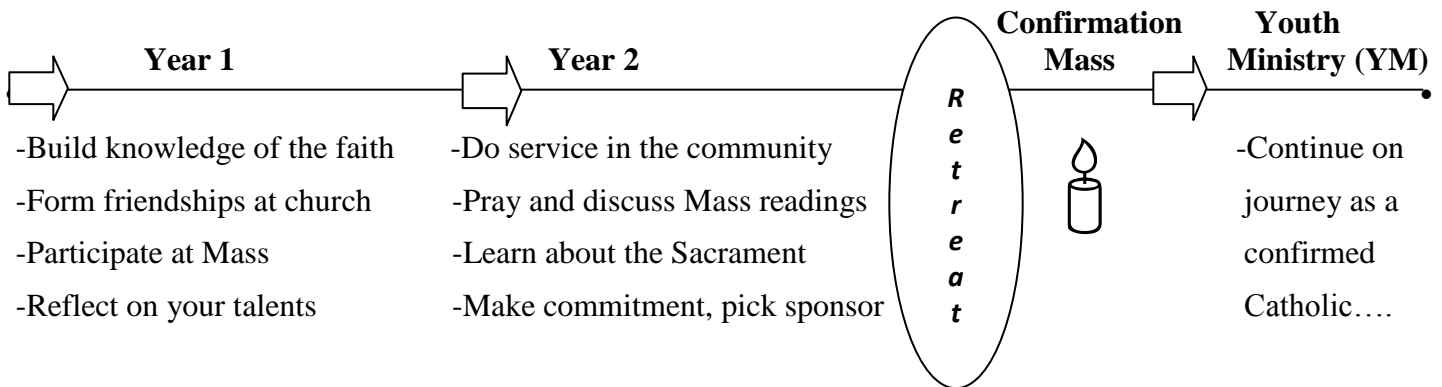 Year 1
-Build knowledge of the faith
-Form friendships at church
-Participate at Mass
-Reflect on your talents
Year 2
-Do service in the community
-Pray and discuss Mass readings
-Learn about the Sacrament
-Make commitment, pick sponsor
Retreat
Confirmation
Mass
Youth
Ministry (YM)
-Continue on
journey as a
confirmed
Catholic….